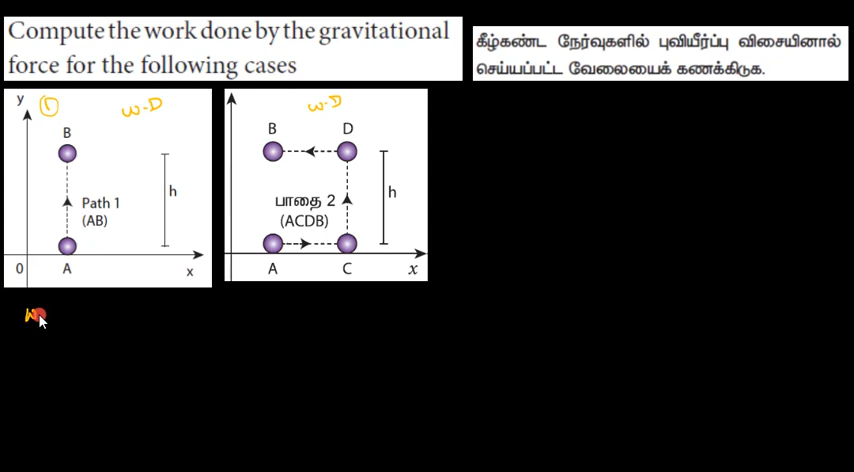 Compute the work done by the gravitational
force for the following cases
கீழ்கண்ட நேர்வுகளில் புவியீர்ப்பு விசையினால்
செய்யப்பட்ட வேலையைக் கணக்கிடுக.
y
① W-D
B
h
Path 1
(AB)
0 A x
W-D
B D
பாதை 2
(ACDB)
h
A C x
W